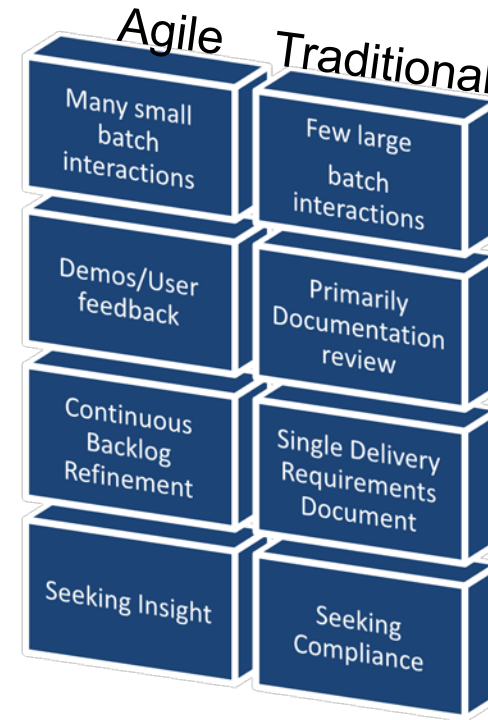 Agile
Traditional
Many small
batch
interactions
Few large
batch
interactions
Demos/User
feedback
Primarily
Documentation
review
Continuous
Backlog
Refinement
Single Delivery
Requirements
Document
Seeking Insight
Seeking
Compliance